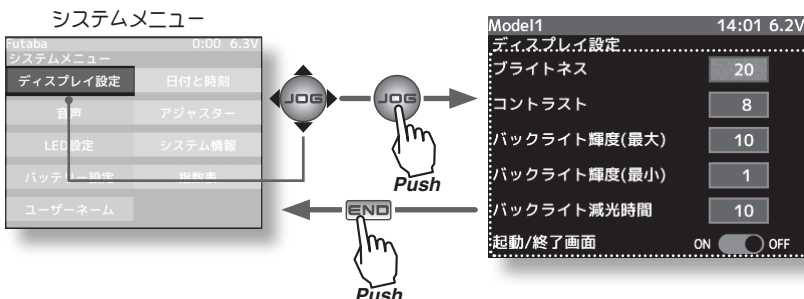 システムメニュー
Futaba 0:00 6.3V
システムメニュー
ディスプレイ設定 日付と時刻
音声 アジャスター
LED設定 システム情報
バッテリー設定 指数表
ユーザーネーム
JOG
JOG
Push
END
Push
Model1 14:01 6.2V
ディスプレイ設定
ブライトネス 20
コントラスト 8
バックライト輝度(最大) 10
バックライト輝度(最小) 1
バックライト減光時間 10
起動/終了画面 ON OFF